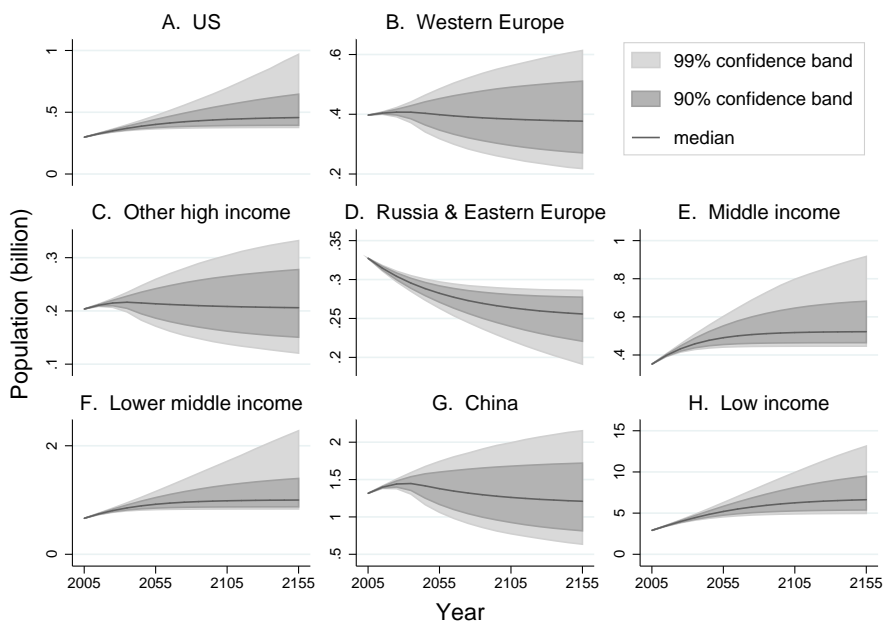 A. US
B. Western Europe
1
.5
0
.6
.4
.2
99% confidence band
90% confidence band
median
Population (billion)
C. Other high income
D. Russia & Eastern Europe
E. Middle income
.3
.2
.1
.35
.3
.25
.2
1
.8
.6
.4
F. Lower middle income
G. China
H. Low income
2
0
2
1.5
1
.5
15
10
5
0
2005 2055 2105 2155
2005 2055 2105 2155
2005 2055 2105 2155
Year